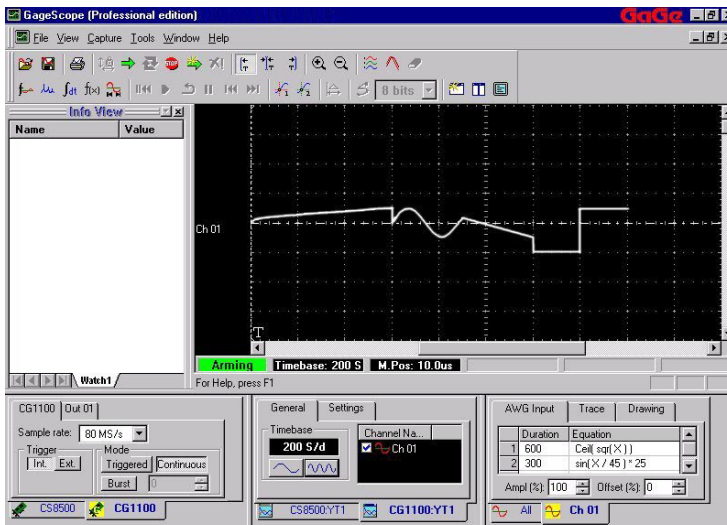 GageScope (Professional edition)
GaGe
File View Capture Tools Window Help
8 bits
Info View
Name Value
Ch 01
T
Watch1
Arming Timebase: 200 S M.Pos: 10.0us
For Help, press F1
CG1100 Out 01
Sample rate: 80 MS/s
Trigger
Int. Ext.
Mode
Triggered Continuous
Burst 0
CS8500 CG1100
General Settings
Timebase
200 S/d
Channel Na...
Ch 01
CS8500:YT1 CG1100:YT1
AWG Input Trace Drawing
Duration Equation
1 600 Ceil( sqr( X ) )
2 300 sin( X / 45 ) * 25
Ampl (%): 100 Offset (%): 0
All Ch 01